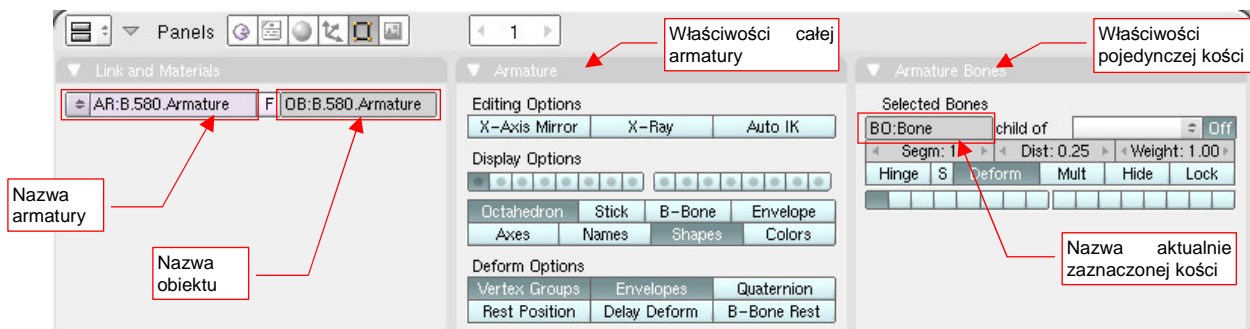 Panels
1
Właściwości całej
armatury
Właściwości
pojedynczej kości
Link and Materials
AR:B.580.Armature
F
OB:B.580.Armature
Nazwa
armatury
Nazwa
obiektu
Armature
Editing Options
X-Axis Mirror X-Ray Auto IK
Display Options
Octahedron Stick B-Bone Envelope
Axes Names Shapes Colors
Deform Options
Vertex Groups Envelopes Quaternion
Rest Position Delay Deform B-Bone Rest
Armature Bones
Selected Bones
BO:Bone child of Off
Segm: 1 Dist: 0.25 Weight: 1.00
Hinge S Deform Mult Hide Lock
Nazwa aktualnie
zaznaczonej kości